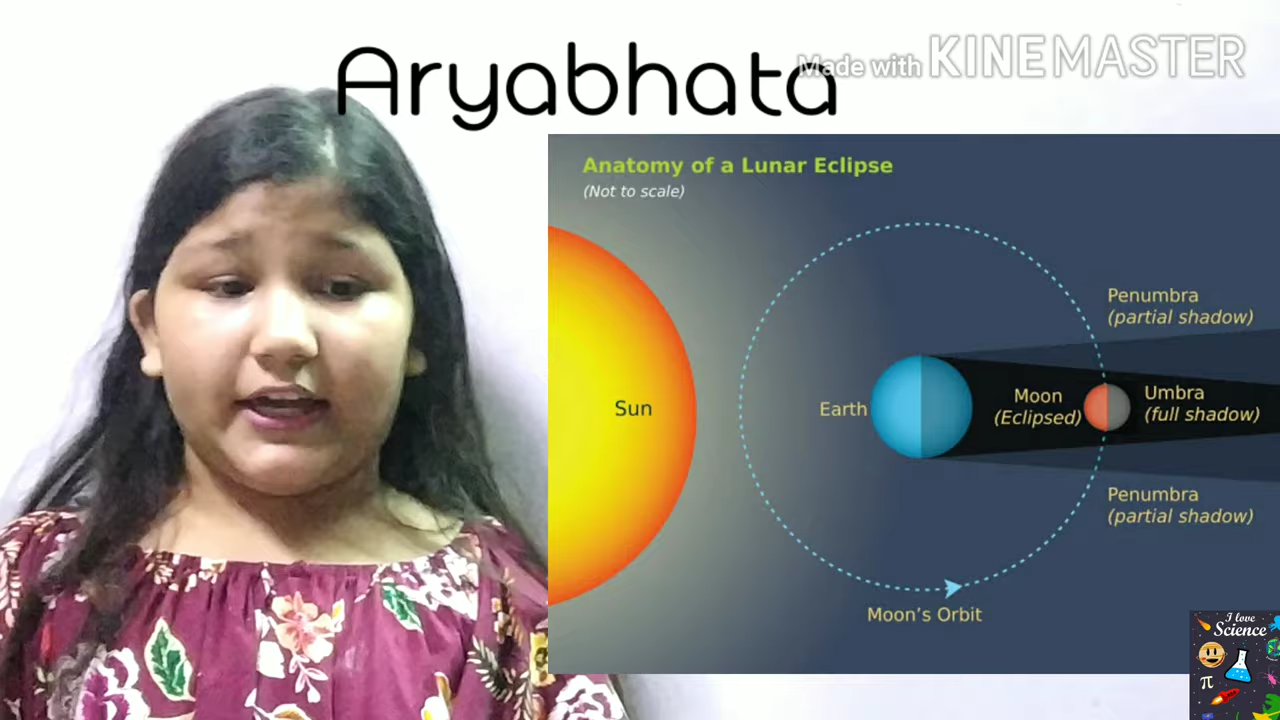 Aryabhata
Made with KINEMASTER
Anatomy of a Lunar Eclipse
(Not to scale)
Penumbra
(partial shadow)
Sun
Earth
Moon
(Eclipsed)
Umbra
(full shadow)
Penumbra
(partial shadow)
Moon’s Orbit
I love
Science
π